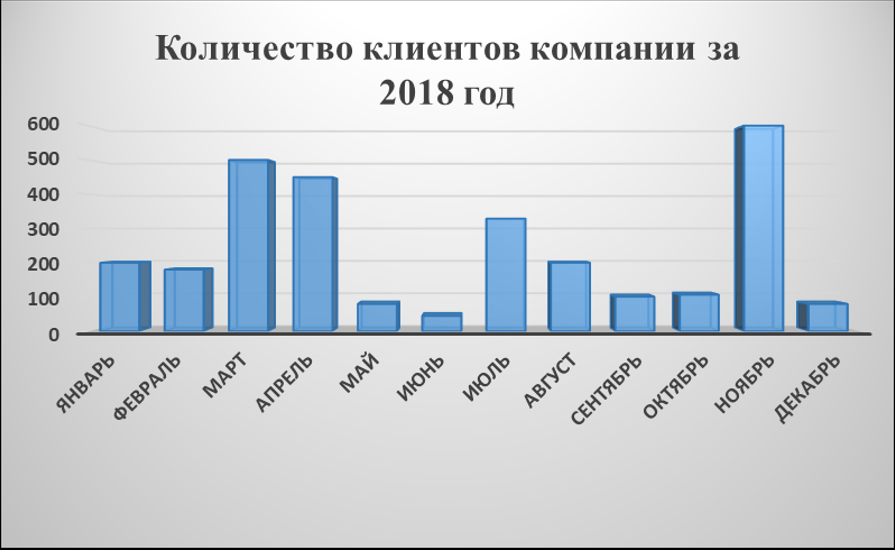 Количество клиентов компании за
2018 год
600
500
400
300
200
100
0
ЯНВАРЬ
ФЕВРАЛЬ
МАРТ
АПРЕЛЬ
МАЙ
ИЮНЬ
ИЮЛЬ
АВГУСТ
СЕНТЯБРЬ
ОКТЯБРЬ
НОЯБРЬ
ДЕКАБРЬ